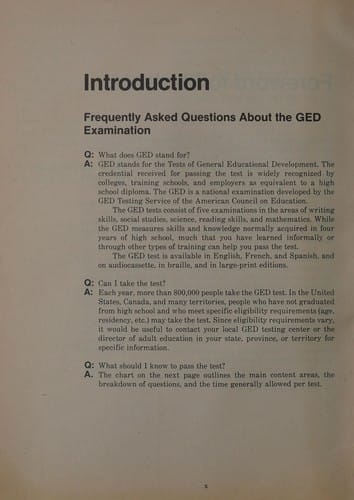 Introduction
Frequently Asked Questions About the GED
Examination
Q: What does GED stand for?
A: GED stands for the Tests of General Educational Development. The
credential received for passing the test is widely recognized by
colleges, training schools, and employers as equivalent to a high
school diploma. The GED is a national examination developed by the
GED Testing Service of the American Council on Education.
The GED tests consist of five examinations in the areas of writing
skills, social studies, science, reading skills, and mathematics. While
the GED measures skills and knowledge normally acquired in four
years of high school, much that you have learned informally or
through other types of training can help you pass the test.
The GED test is available in English, French, and Spanish, and
on audiocassette, in braille, and in large-print editions.
Q: Can I take the test?
A: Each year, more than 800,000 people take the GED test. In the United
States, Canada, and many territories, people who have not graduated
from high school and who meet specific eligibility requirements (age,
residency, etc.) may take the test. Since eligibility requirements vary,
it would be useful to contact your local GED testing center or the
director of adult education in your state, province, or territory for
specific information.
Q: What should I know to pass the test?
A. The chart on the next page outlines the main content areas, the
breakdown of questions, and the time generally allowed per test.
x